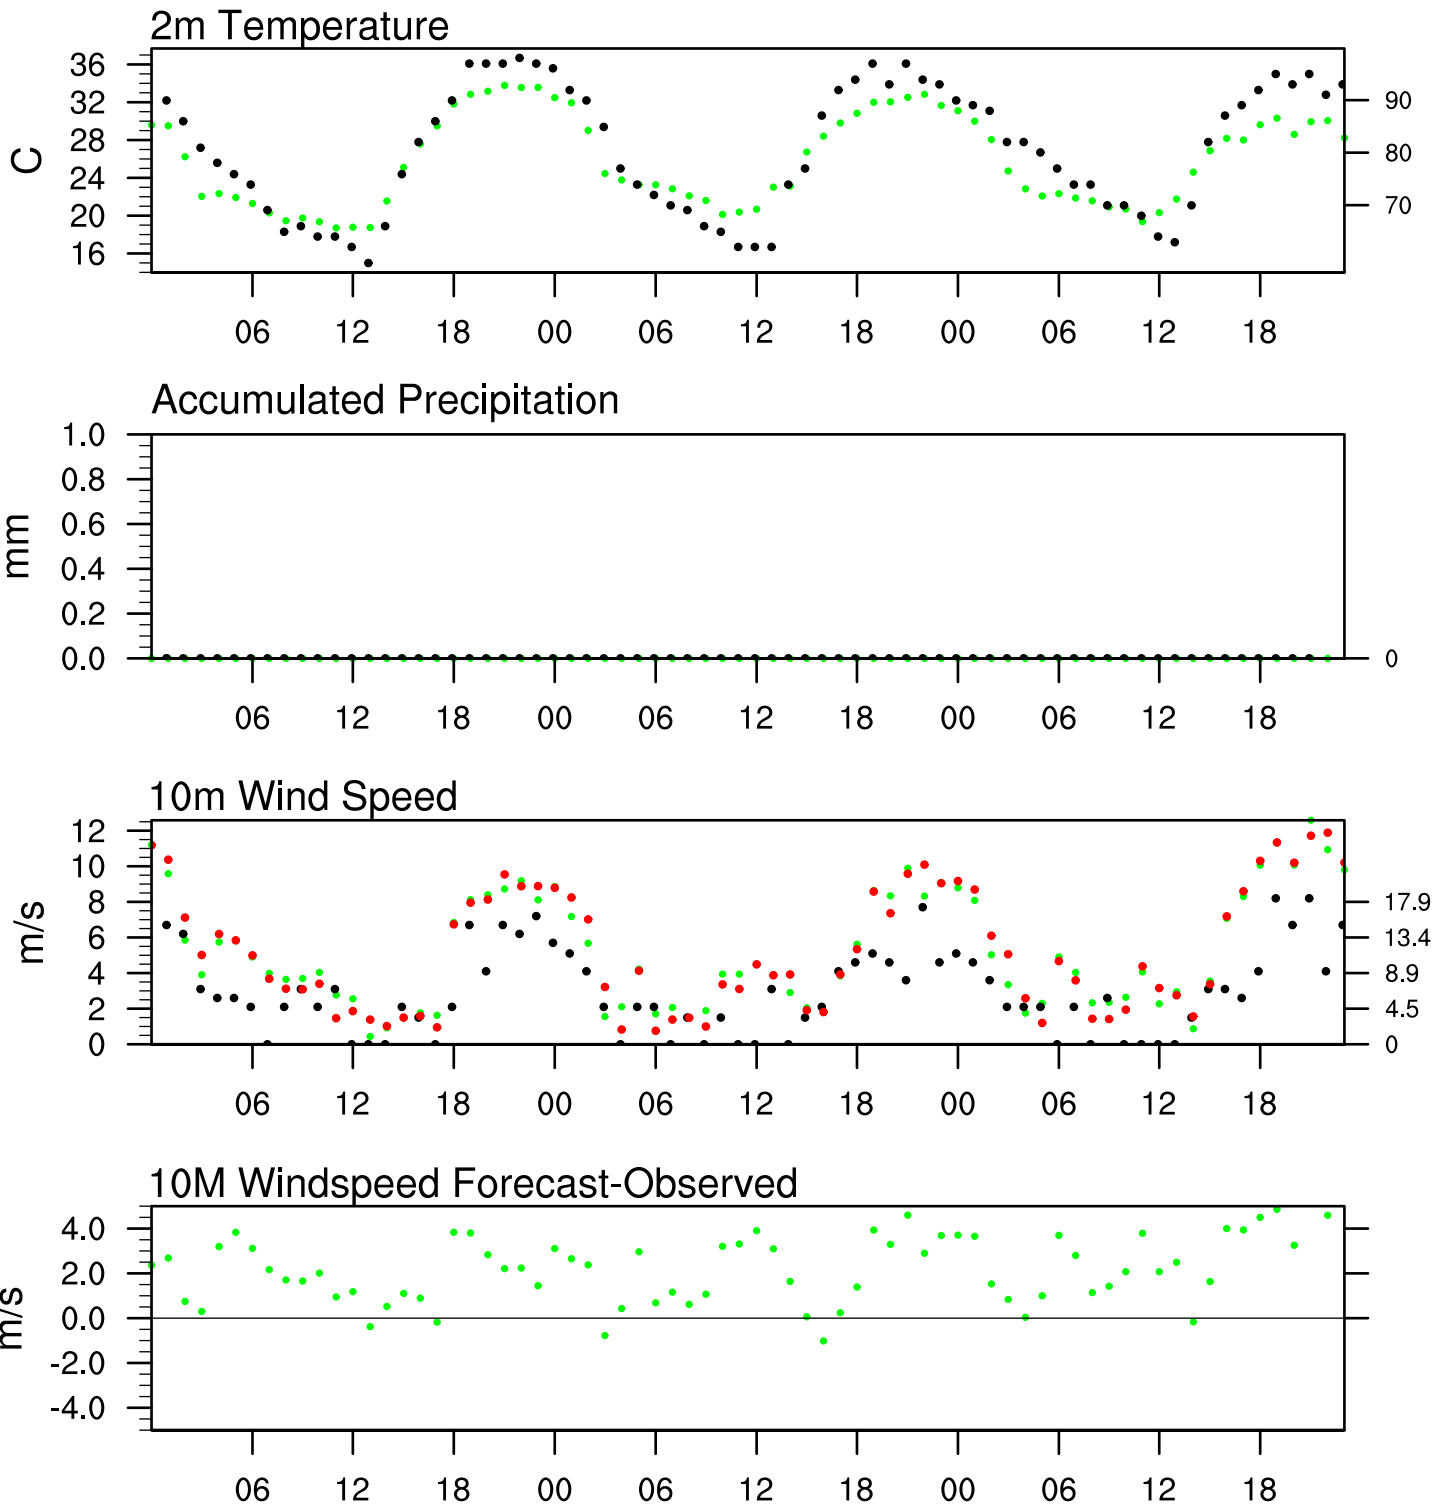 2m Temperature
36
32
28
24
20
16
C
90
80
70
06 12 18 00 06 12 18 00 06 12 18
Accumulated Precipitation
1.0
0.8
0.6
0.4
0.2
0.0
mm
0
06 12 18 00 06 12 18 00 06 12 18
10m Wind Speed
12
10
8
6
4
2
0
m/s
17.9
13.4
8.9
4.5
0
06 12 18 00 06 12 18 00 06 12 18
10M Windspeed Forecast-Observed
4.0
2.0
0.0
-2.0
-4.0
m/s
06 12 18 00 06 12 18 00 06 12 18